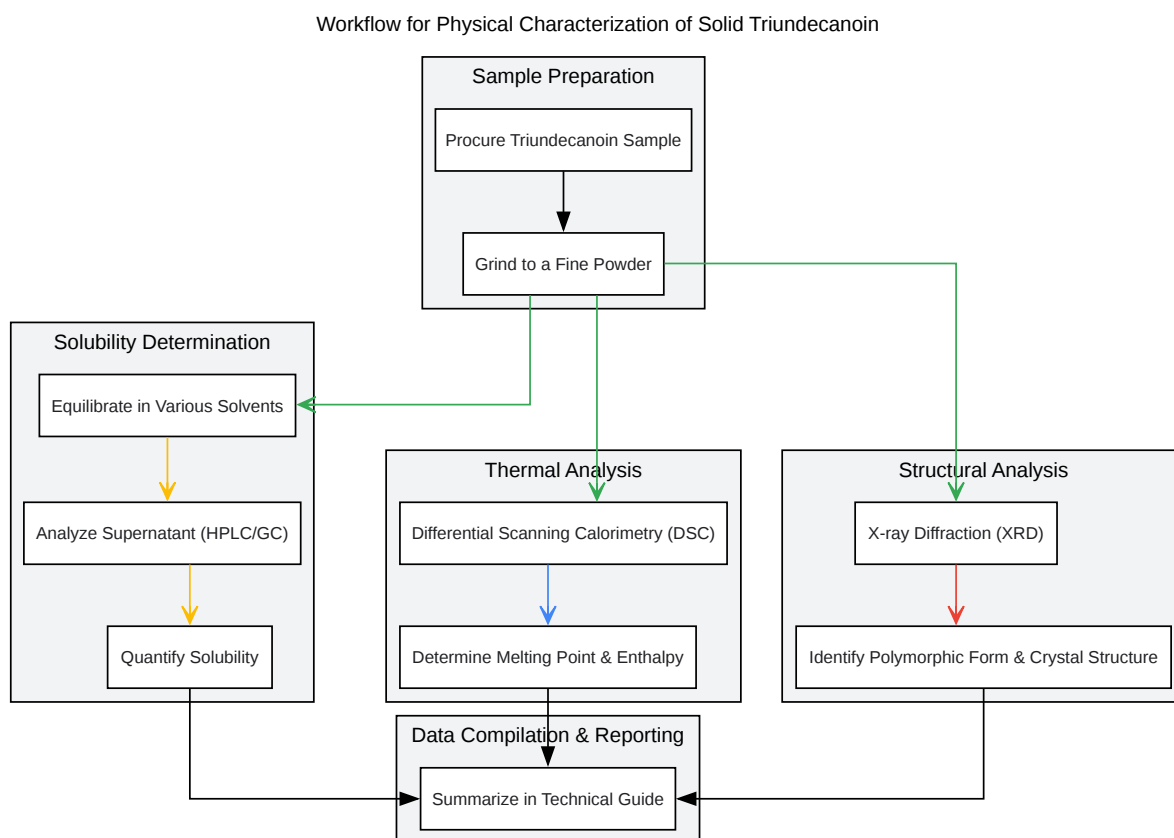 Workflow for Physical Characterization of Solid Triundecanoin
Sample Preparation
Procure Triundecanoin Sample
Grind to a Fine Powder
Solubility Determination
Equilibrate in Various Solvents
Analyze Supernatant (HPLC/GC)
Quantify Solubility
Thermal Analysis
Differential Scanning Calorimetry (DSC)
Determine Melting Point & Enthalpy
Structural Analysis
X-ray Diffraction (XRD)
Identify Polymorphic Form & Crystal Structure
Data Compilation & Reporting
Summarize in Technical Guide